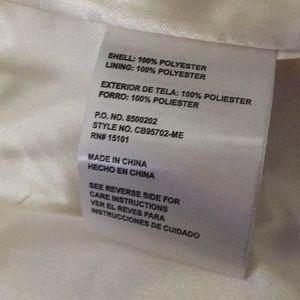 SHELL: 100% POLYESTER
LINING: 100% POLYESTER
EXTERIOR DE TELA: 100% POLIESTER
FORRO: 100% POLIESTER
P.O. NO. 8500202
STYLE NO. CB95702-ME
RN# 15101
MADE IN CHINA
HECHO EN CHINA
SEE REVERSE SIDE FOR
CARE INSTRUCTIONS
VER EL REVES PARA
INSTRUCCIONES DE CUIDADO